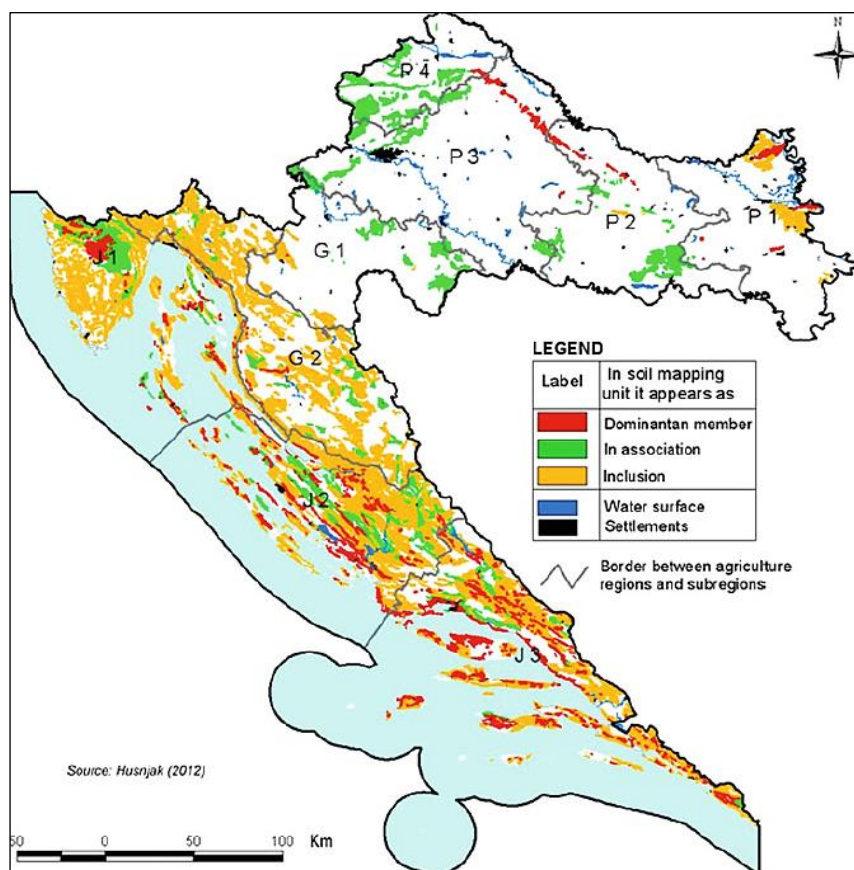 N
P 4
P 3
P 1
P 2
G 1
J 1
G 2
J 2
J 3
LEGEND
Label
In soil mapping
unit it appears as
Dominantan member
In association
Inclusion
Water surface
Settlements
Border between agriculture
regions and subregions
Source: Husnjak (2012)
50 0 50 100 Km